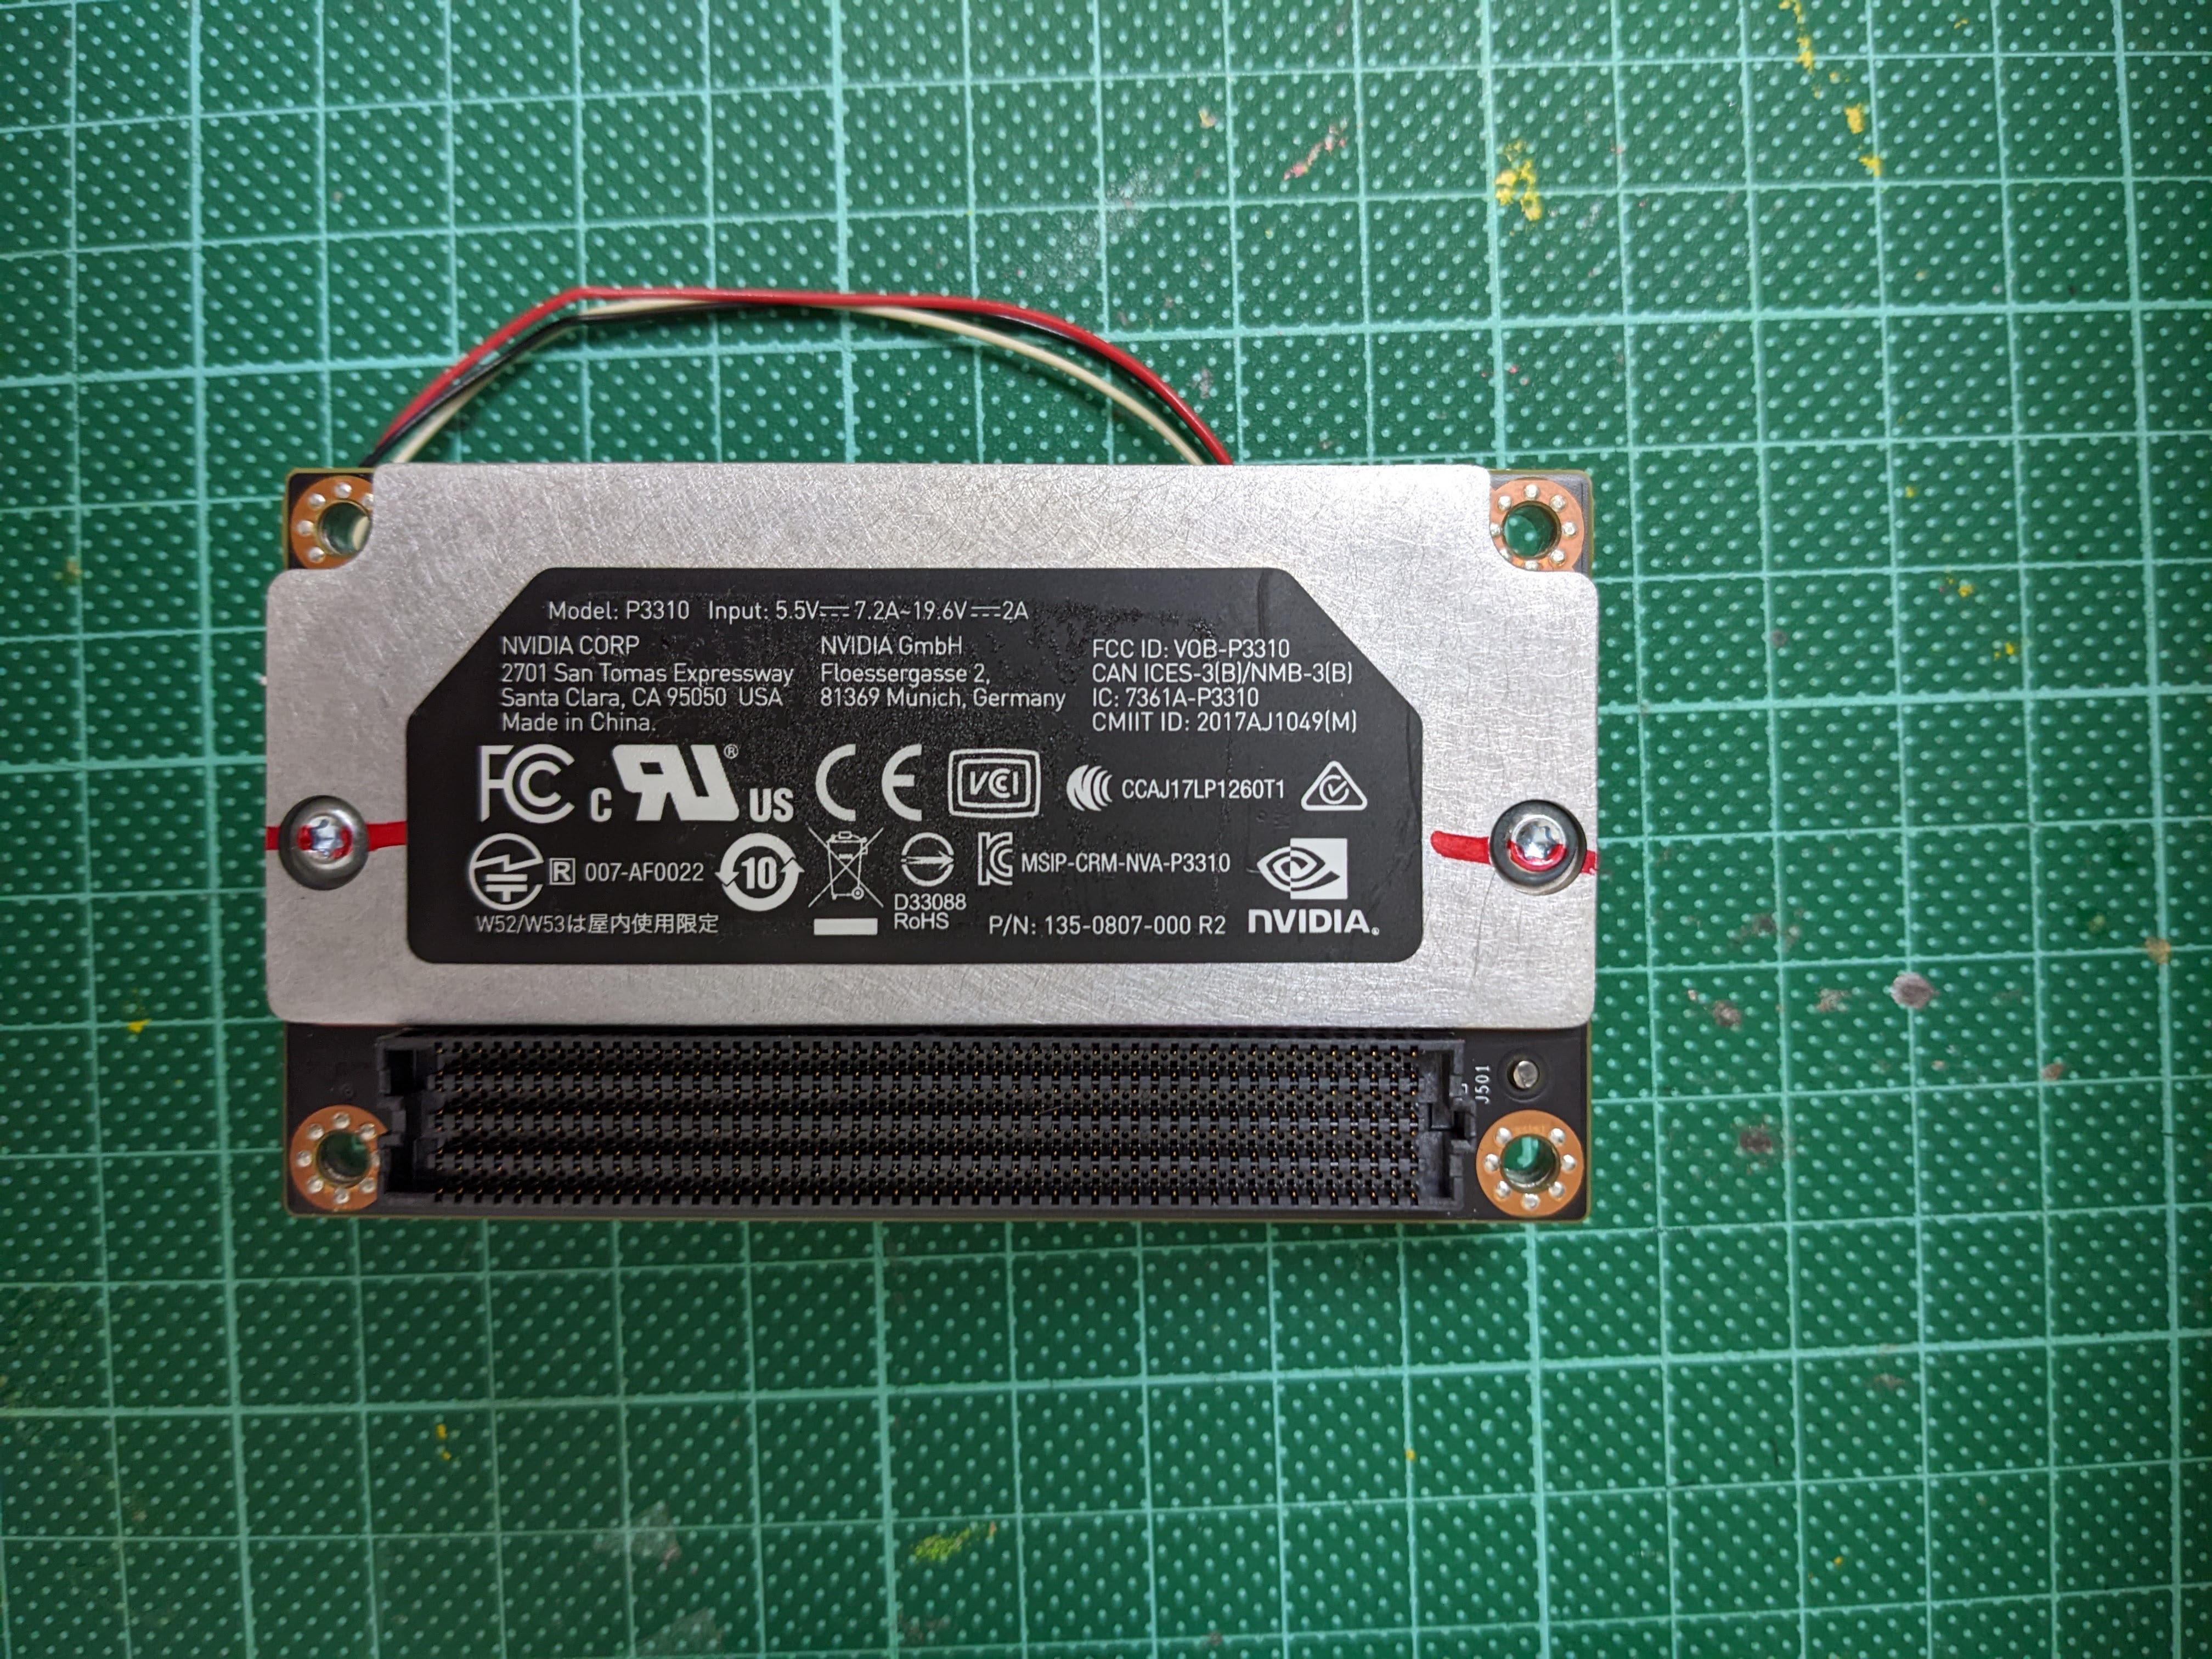 Model: P3310 Input: 5.5V⎓7.2A~19.6V⎓2A
NVIDIA CORP
2701 San Tomas Expressway
Santa Clara, CA 95050 USA
Made in China.
NVIDIA GmbH
Floessergasse 2,
81369 Munich, Germany
FCC ID: VOB-P3310
CAN ICES-3(B)/NMB-3(B)
IC: 7361A-P3310
CMIIT ID: 2017AJ1049(M)
FC c RU® US CE VCI CCAJ17LP1260T1
R 007-AF0022 10 D33088 RoHS KC MSIP-CRM-NVA-P3310
W52/W53は屋内使用限定
P/N: 135-0807-000 R2
NVIDIA.
J501